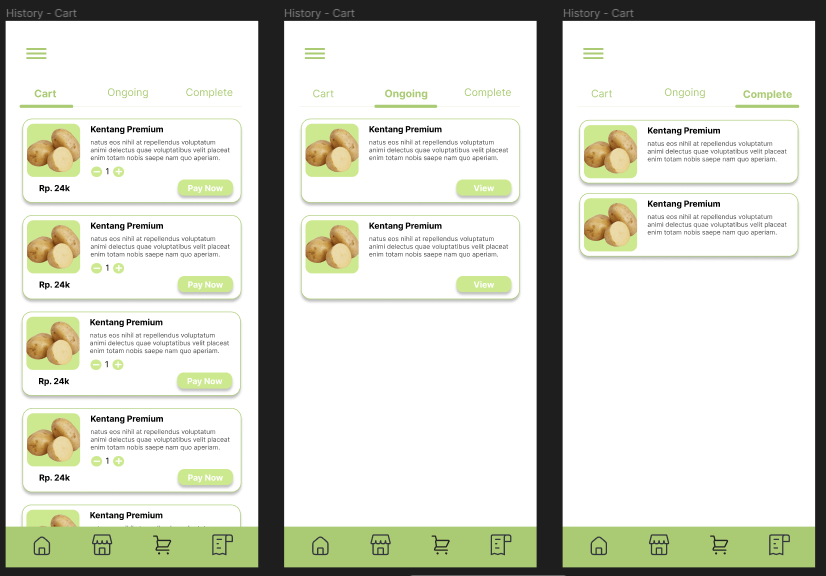 History - Cart
Cart
Ongoing
Complete
Kentang Premium
natus eos nihil at repellendus voluptatum
animi delectus quae voluptatibus velit placeat
enim totam nobis saepe nam quo aperiam.
1
Rp. 24k
Pay Now
Kentang Premium
natus eos nihil at repellendus voluptatum
animi delectus quae voluptatibus velit placeat
enim totam nobis saepe nam quo aperiam.
1
Rp. 24k
Pay Now
Kentang Premium
natus eos nihil at repellendus voluptatum
animi delectus quae voluptatibus velit placeat
enim totam nobis saepe nam quo aperiam.
1
Rp. 24k
Pay Now
Kentang Premium
natus eos nihil at repellendus voluptatum
animi delectus quae voluptatibus velit placeat
enim totam nobis saepe nam quo aperiam.
1
Rp. 24k
Pay Now
Kentang Premium
History - Cart
Cart
Ongoing
Complete
Kentang Premium
natus eos nihil at repellendus voluptatum
animi delectus quae voluptatibus velit placeat
enim totam nobis saepe nam quo aperiam.
View
Kentang Premium
natus eos nihil at repellendus voluptatum
animi delectus quae voluptatibus velit placeat
enim totam nobis saepe nam quo aperiam.
View
History - Cart
Cart
Ongoing
Complete
Kentang Premium
natus eos nihil at repellendus voluptatum
animi delectus quae voluptatibus velit placeat
enim totam nobis saepe nam quo aperiam.
Kentang Premium
natus eos nihil at repellendus voluptatum
animi delectus quae voluptatibus velit placeat
enim totam nobis saepe nam quo aperiam.